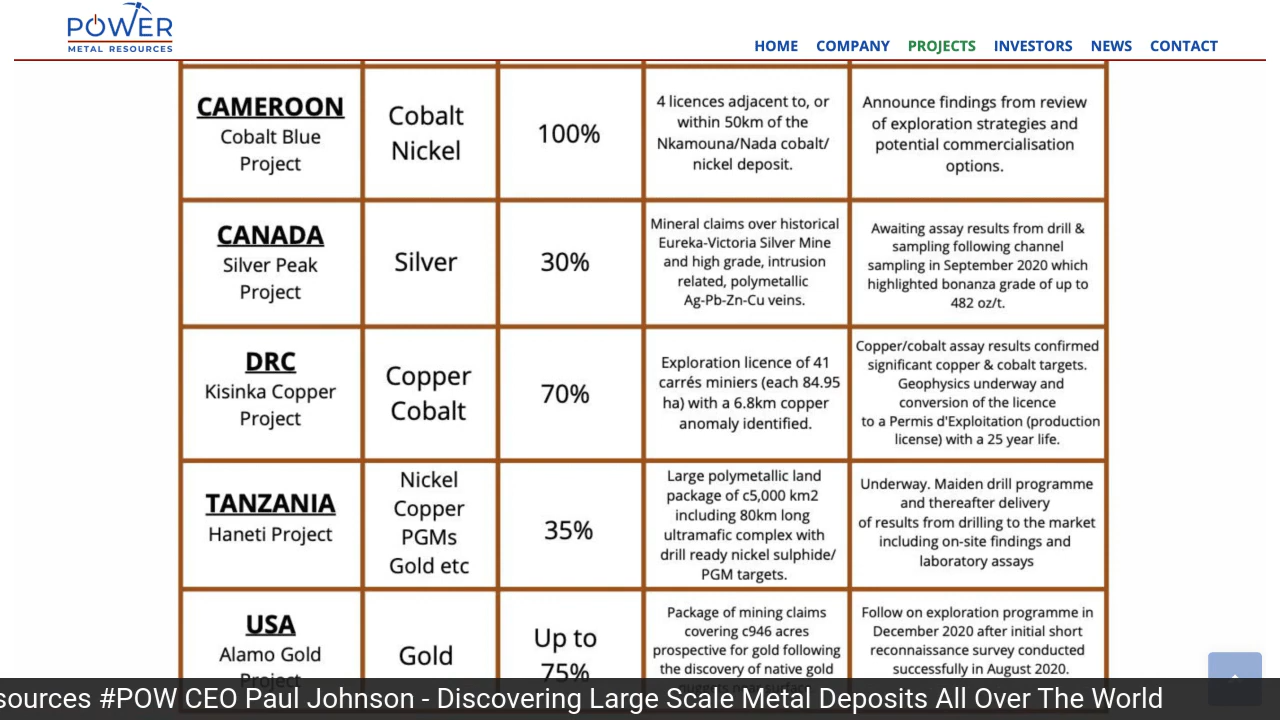 POWER
METAL RESOURCES
HOME COMPANY PROJECTS INVESTORS NEWS CONTACT
CAMEROON
Cobalt Blue
Project
Cobalt
Nickel
100%
4 licences adjacent to, or
within 50km of the
Nkamouna/Nada cobalt/
nickel deposit.
Announce findings from review
of exploration strategies and
potential commercialisation
options.
CANADA
Silver Peak
Project
Silver
30%
Mineral claims over historical
Eureka-Victoria Silver Mine
and high grade, intrusion
related, polymetallic
Ag-Pb-Zn-Cu veins.
Awaiting assay results from drill &
sampling following channel
sampling in September 2020 which
highlighted bonanza grade of up to
482 oz/t.
DRC
Kisinka Copper
Project
Copper
Cobalt
70%
Exploration licence of 41
carrés miniers (each 84.95
ha) with a 6.8km copper
anomaly identified.
Copper/cobalt assay results confirmed
significant copper & cobalt targets.
Geophysics underway and
conversion of the licence
to a Permis d'Exploitation (production
license) with a 25 year life.
TANZANIA
Haneti Project
Nickel
Copper
PGMs
Gold etc
35%
Large polymetallic land
package of c5,000 km2
including 80km long
ultramafic complex with
drill ready nickel sulphide/
PGM targets.
Underway. Maiden drill programme
and thereafter delivery
of results from drilling to the market
including on-site findings and
laboratory assays
USA
Alamo Gold
Project
Gold
Up to
75%
Package of mining claims
covering c946 acres
prospective for gold following
the discovery of native gold
Follow on exploration programme in
December 2020 after initial short
reconnaissance survey conducted
successfully in August 2020.
sources #POW CEO Paul Johnson - Discovering Large Scale Metal Deposits All Over The World